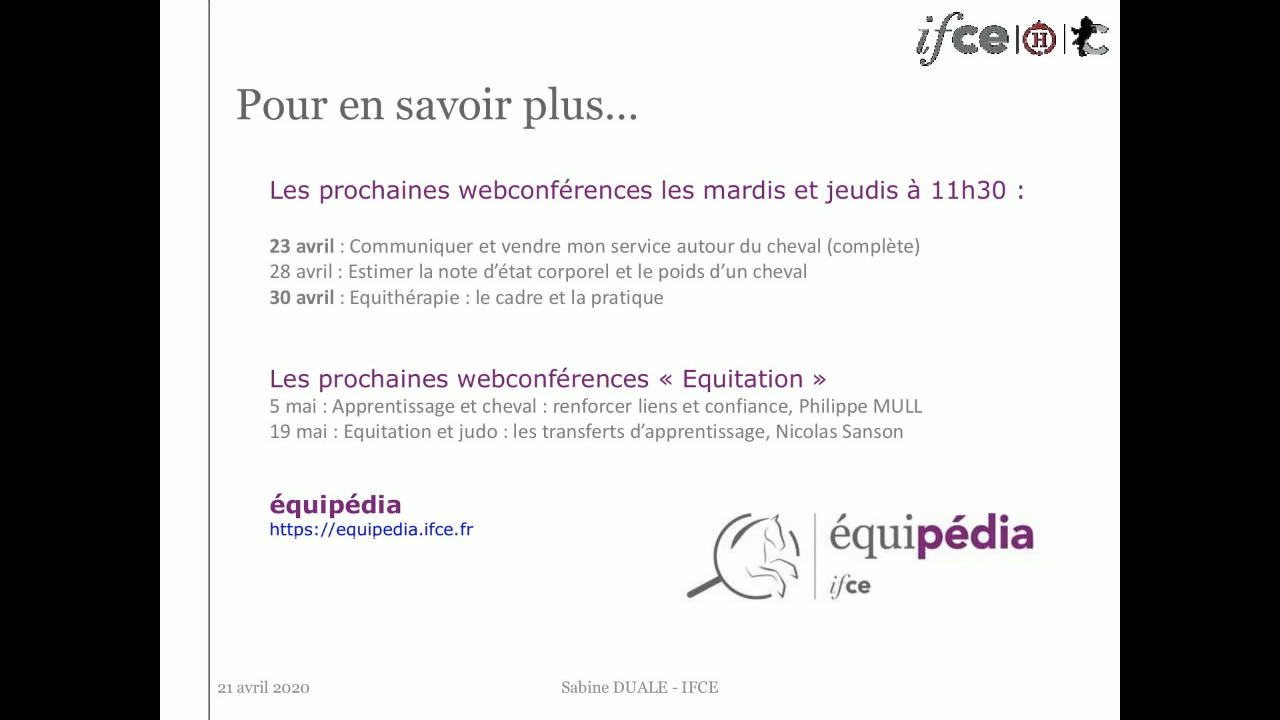 ifce | H | C
Pour en savoir plus...
Les prochaines webconférences les mardis et jeudis à 11h30 :
23 avril : Communiquer et vendre mon service autour du cheval (complète)
28 avril : Estimer la note d'état corporel et le poids d'un cheval
30 avril : Equithérapie : le cadre et la pratique
Les prochaines webconférences « Equitation »
5 mai : Apprentissage et cheval : renforcer liens et confiance, Philippe MULL
19 mai : Equitation et judo : les transferts d'apprentissage, Nicolas Sanson
équipédia
https://equipedia.ifce.fr
équipédia
ifce
21 avril 2020
Sabine DUALE - IFCE